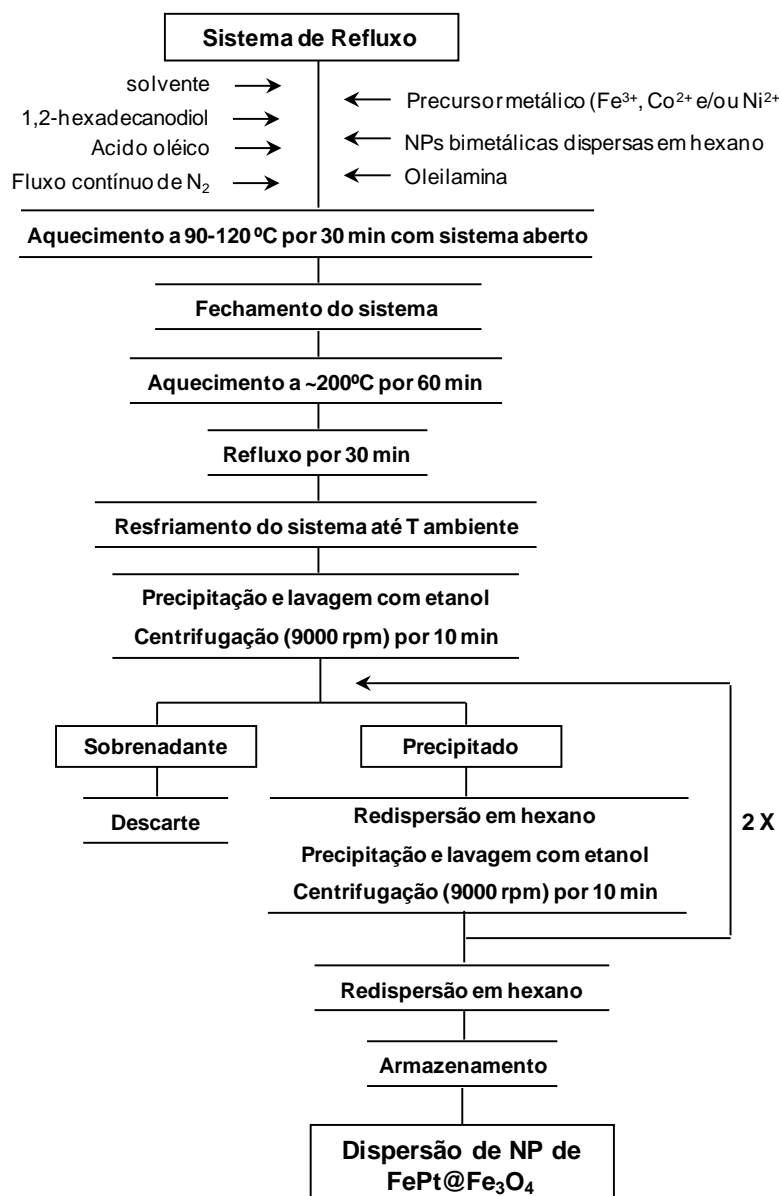 Sistema de Refluxo
solvente
1,2-hexadecanodiol
Acido oléico
Fluxo contínuo de N₂
Precursor metálico (Fe³⁺, Co²⁺ e/ou Ni²⁺
NPs bimetálicas dispersas em hexano
Oleilamina
Aquecimento a 90-120 ºC por 30 min com sistema aberto
Fechamento do sistema
Aquecimento a ~200ºC por 60 min
Refluxo por 30 min
Resfriamento do sistema até T ambiente
Precipitação e lavagem com etanol
Centrifugação (9000 rpm) por 10 min
Sobrenadante
Precipitado
Descarte
Redispersão em hexano
Precipitação e lavagem com etanol
Centrifugação (9000 rpm) por 10 min
2 X
Redispersão em hexano
Armazenamento
Dispersão de NP de
FePt@Fe₃O₄